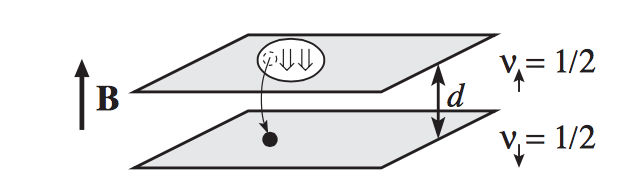 ν↑ = 1/2
B
d
ν↓ = 1/2